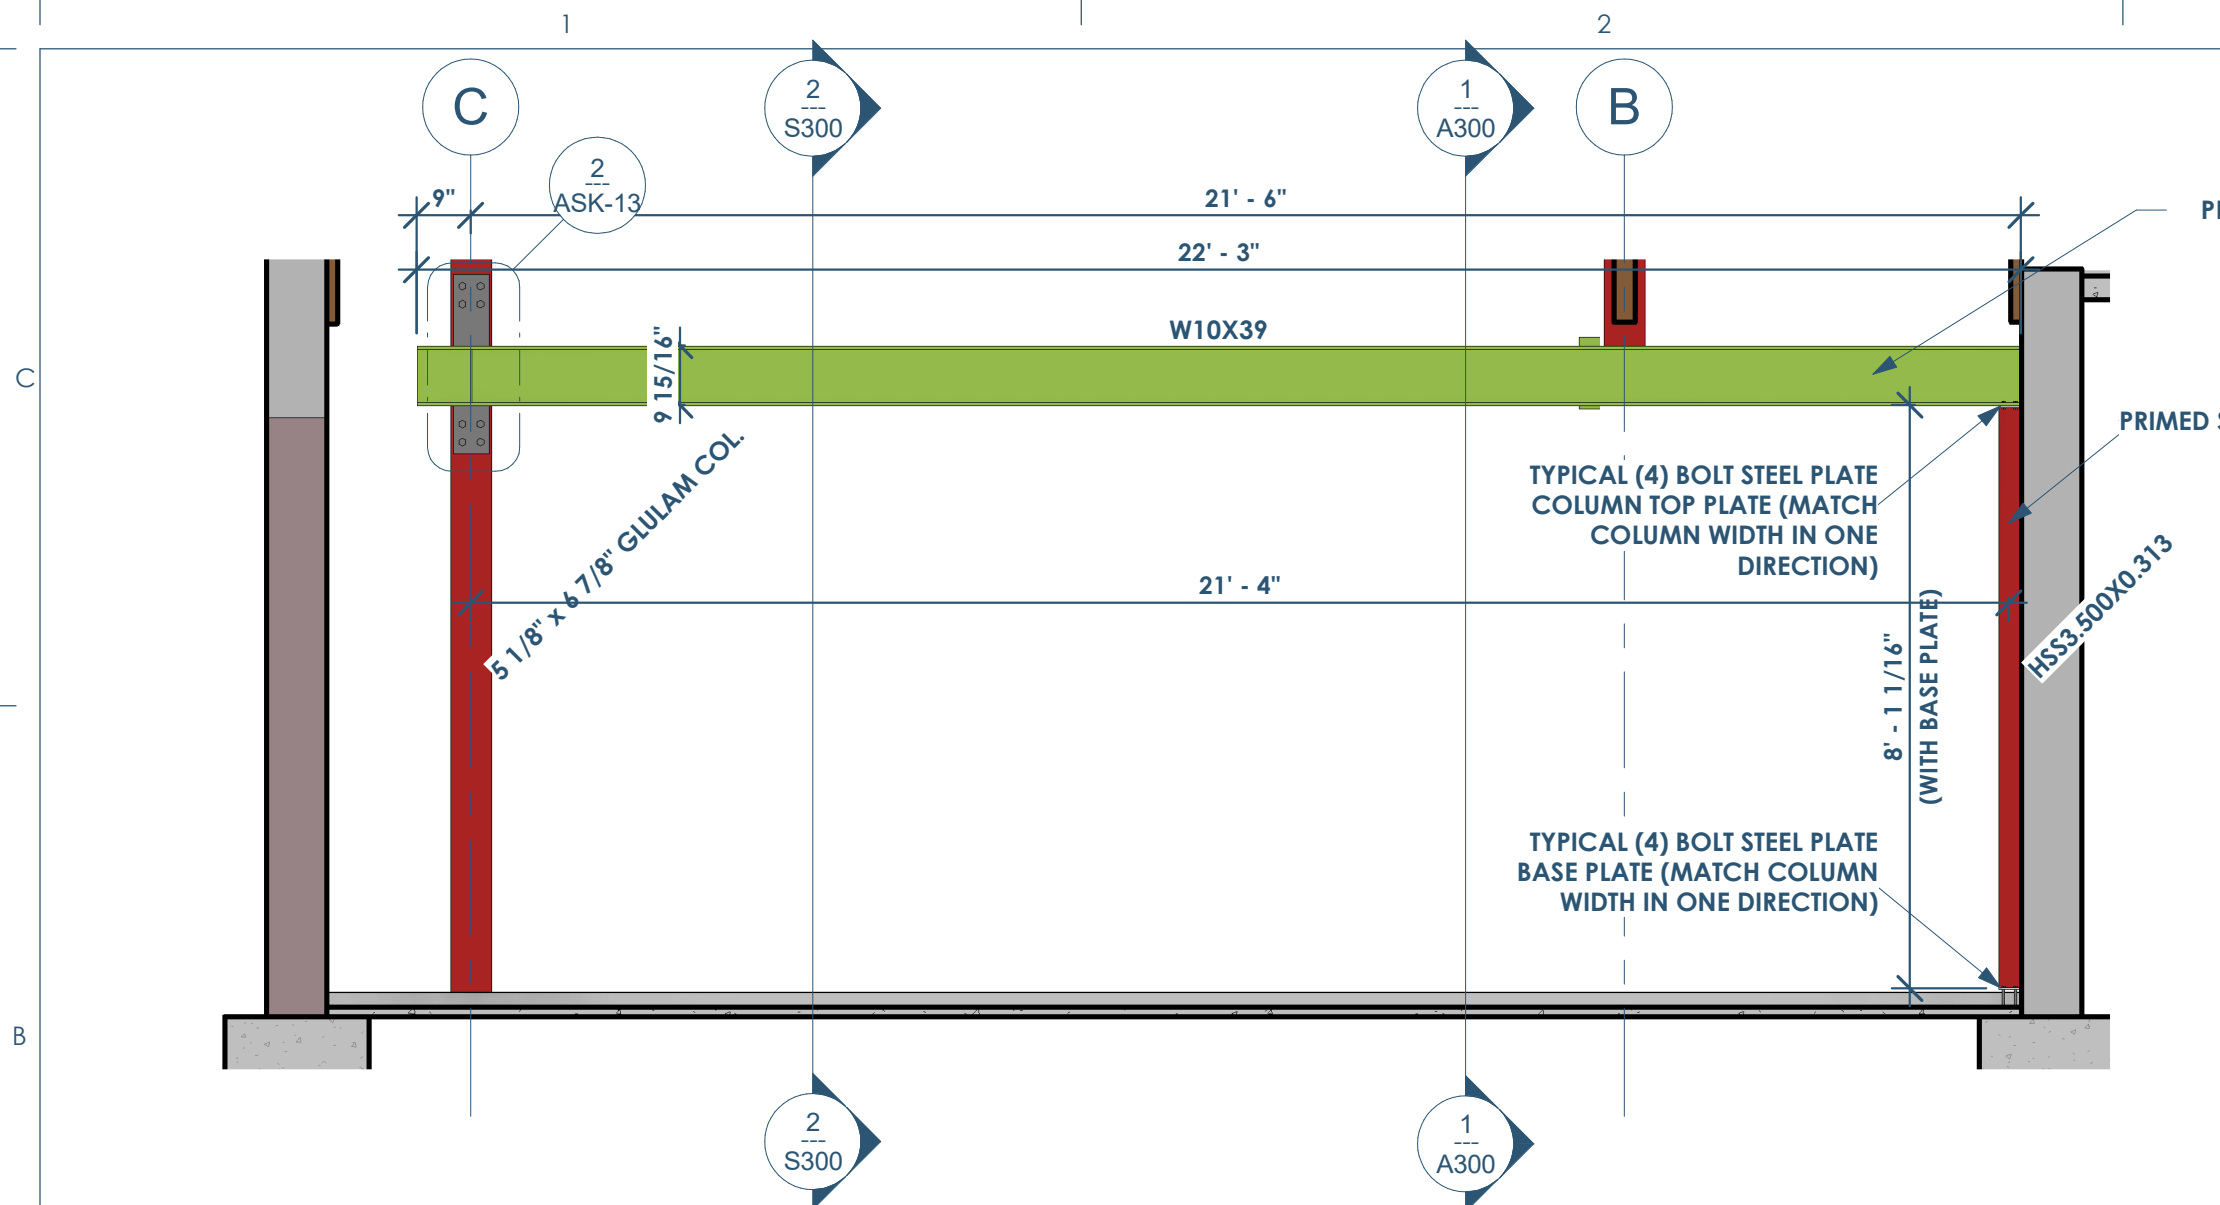 1
2
C
2
---
S300
1
---
A300
B
2
---
ASK-13
9"
21' - 6"
22' - 3"
W10X39
9 15/16"
C
PRIMED
TYPICAL (4) BOLT STEEL PLATE
COLUMN TOP PLATE (MATCH
COLUMN WIDTH IN ONE
DIRECTION)
5 1/8" x 6 7/8" GLULAM COL.
21' - 4"
HSS3.500X0.313
8' - 1 1/16"
(WITH BASE PLATE)
TYPICAL (4) BOLT STEEL PLATE
BASE PLATE (MATCH COLUMN
WIDTH IN ONE DIRECTION)
B
2
---
S300
1
---
A300